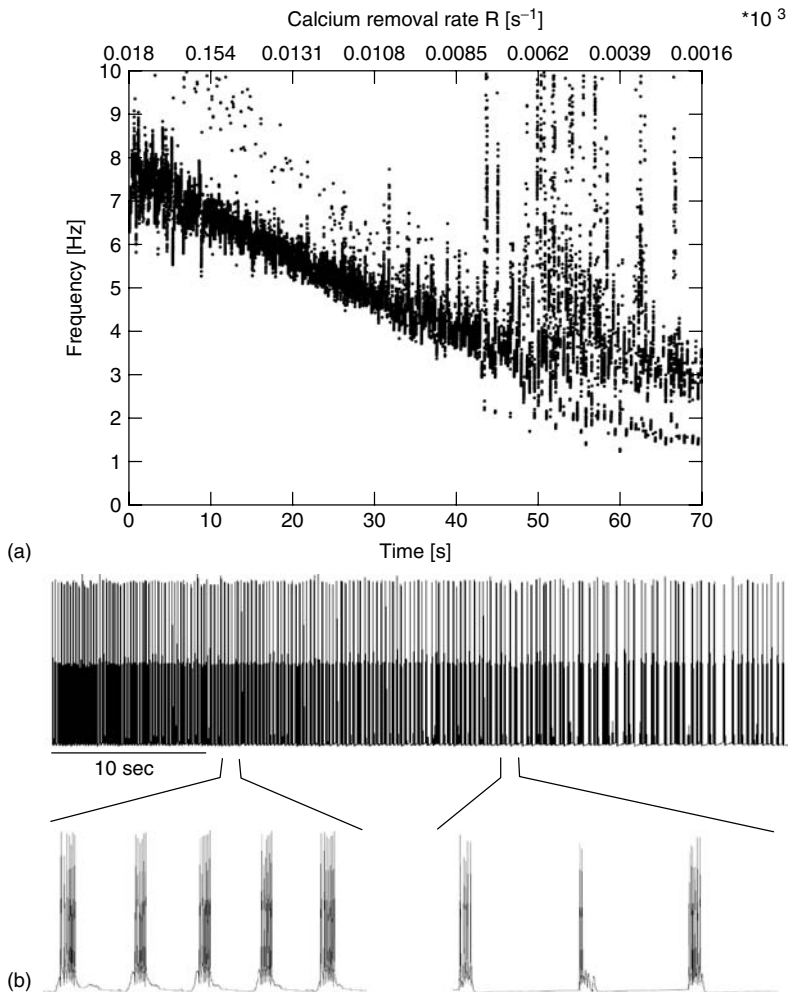 Calcium removal rate R [s⁻¹]
*10 ³
0.018 0.154 0.0131 0.0108 0.0085 0.0062 0.0039 0.0016
10
9
8
7
6
5
4
3
2
1
0
Frequency [Hz]
0 10 20 30 40 50 60 70
Time [s]
(a)
10 sec
(b)